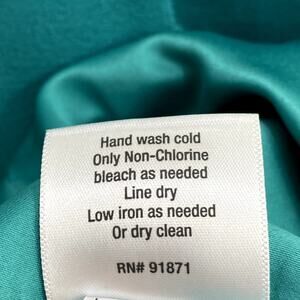 Hand wash cold
Only Non-Chlorine
bleach as needed
Line dry
Low iron as needed
Or dry clean
RN# 91871